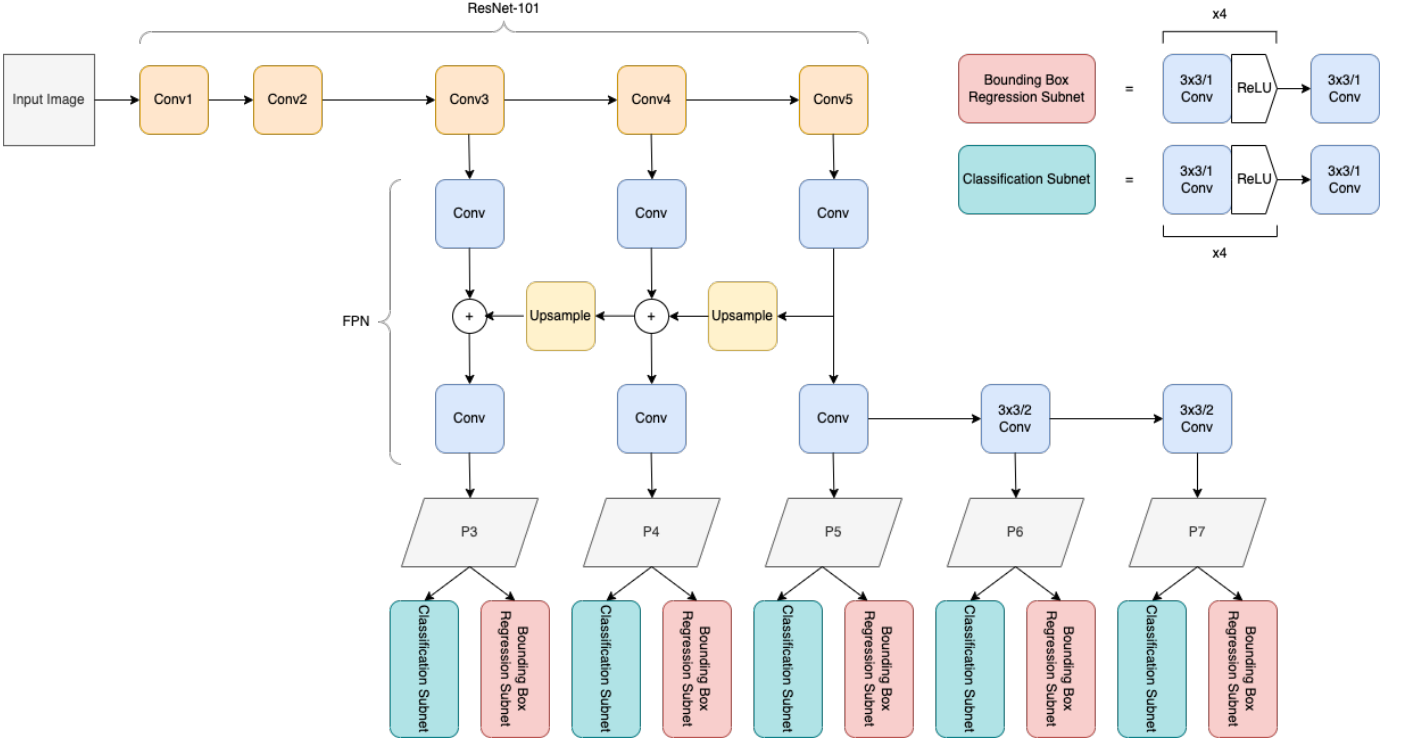 ResNet-101
x4
Input Image
Conv1
Conv2
Conv3
Conv4
Conv5
Bounding Box
Regression Subnet
=
3x3/1
Conv
ReLU
3x3/1
Conv
Classification Subnet
=
3x3/1
Conv
ReLU
3x3/1
Conv
x4
Conv
Conv
Conv
FPN
+
Upsample
+
Upsample
Conv
Conv
Conv
3x3/2
Conv
3x3/2
Conv
P3
P4
P5
P6
P7
Classification Subnet
Bounding Box
Regression Subnet
Classification Subnet
Bounding Box
Regression Subnet
Classification Subnet
Bounding Box
Regression Subnet
Classification Subnet
Bounding Box
Regression Subnet
Classification Subnet
Bounding Box
Regression Subnet